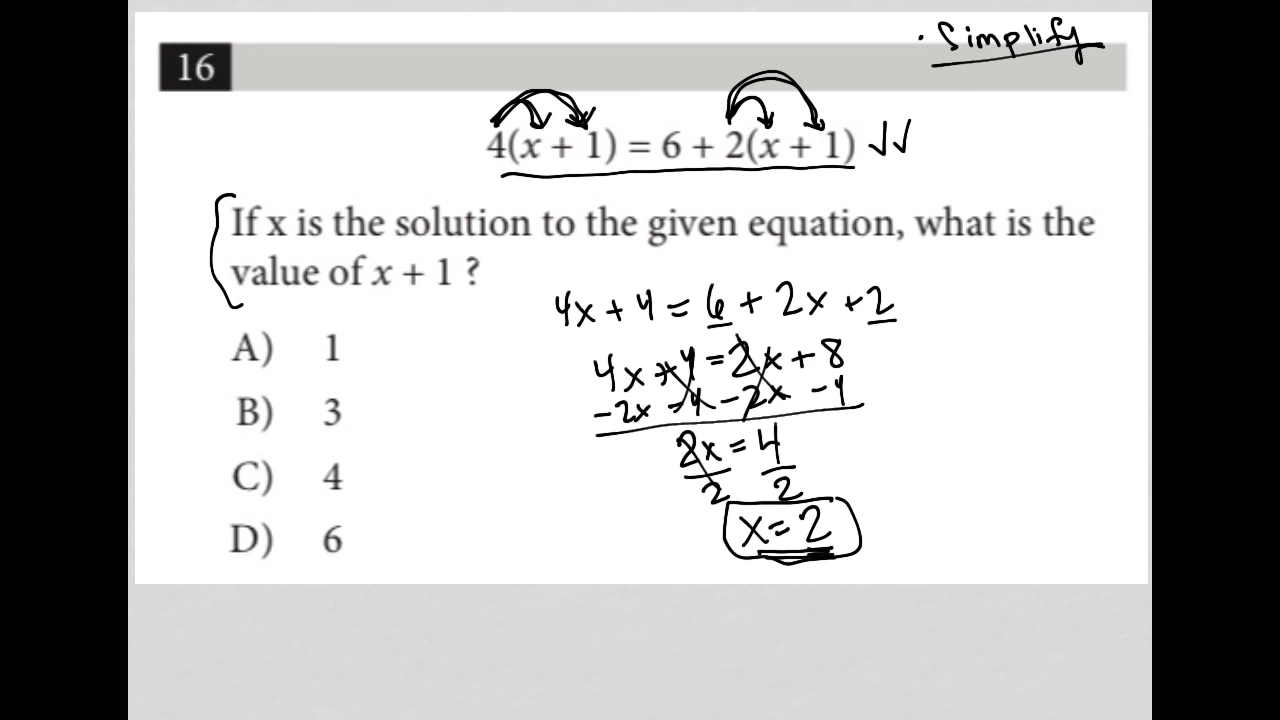 · Simplify
16
4(x + 1) = 6 + 2(x + 1)
If x is the solution to the given equation, what is the
value of x + 1 ?
4x + 4 = 6 + 2x + 2
A) 1
4x + 4 = 2x + 8
-2x - 4 - 2x - 4
B) 3
2x = 4
2 2
C) 4
x = 2
D) 6